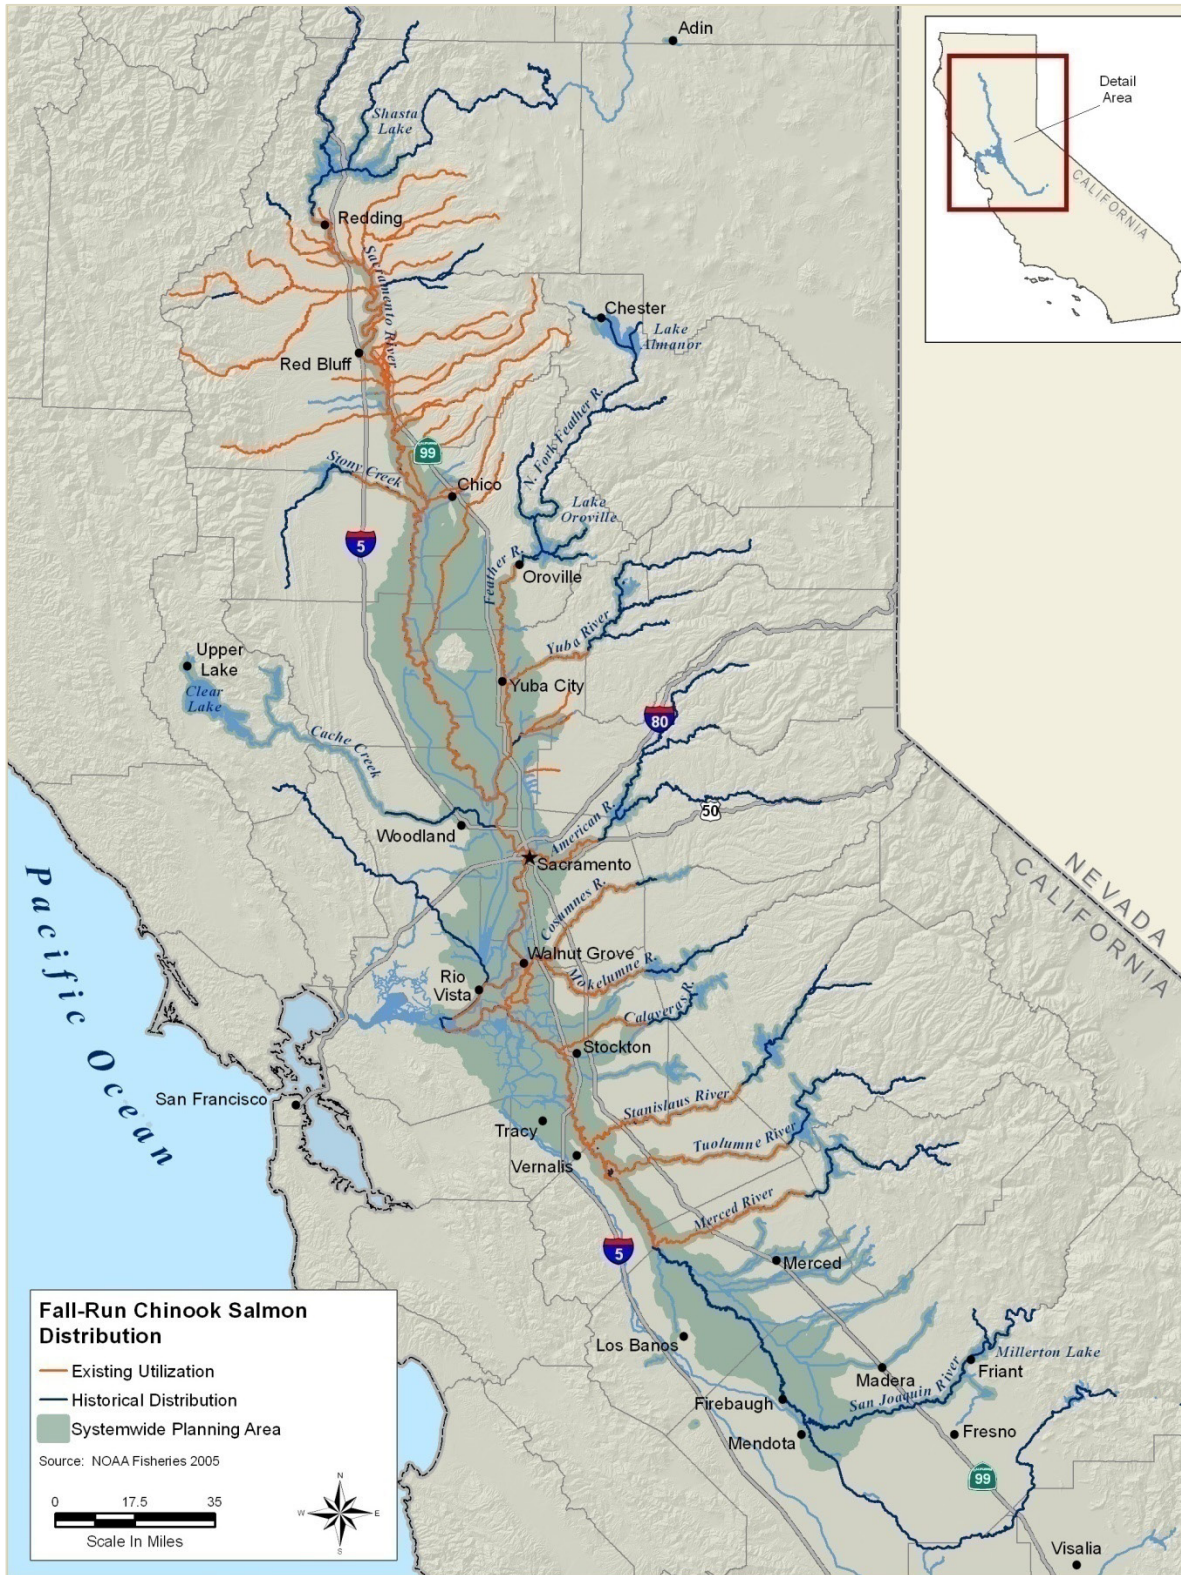 Adin
Detail
Area
CALIFORNIA
Shasta
Lake
Redding
Sacramento River
Chester
Lake
Almanor
Red Bluff
N. Fork Feather R.
99
Stony Creek
Chico
Lake
Oroville
5
Feather R.
Oroville
Yuba River
Upper
Lake
Clear
Lake
Yuba City
80
Cache Creek
50
American R.
Woodland
Sacramento
NEVADA
CALIFORNIA
Cosumnes R.
Pacific Ocean
Walnut Grove
Mokelumne R.
Rio
Vista
Calaveras R.
Stockton
San Francisco
Stanislaus River
Tracy
Tuolumne River
Vernalis
Merced River
5
Merced
Los Banos
Millerton Lake
Friant
Madera
San Joaquin River
Firebaugh
Mendota
Fresno
99
Visalia
Fall-Run Chinook Salmon
Distribution
Existing Utilization
Historical Distribution
Systemwide Planning Area
Source: NOAA Fisheries 2005
0 17.5 35
Scale In Miles
N
W E
S